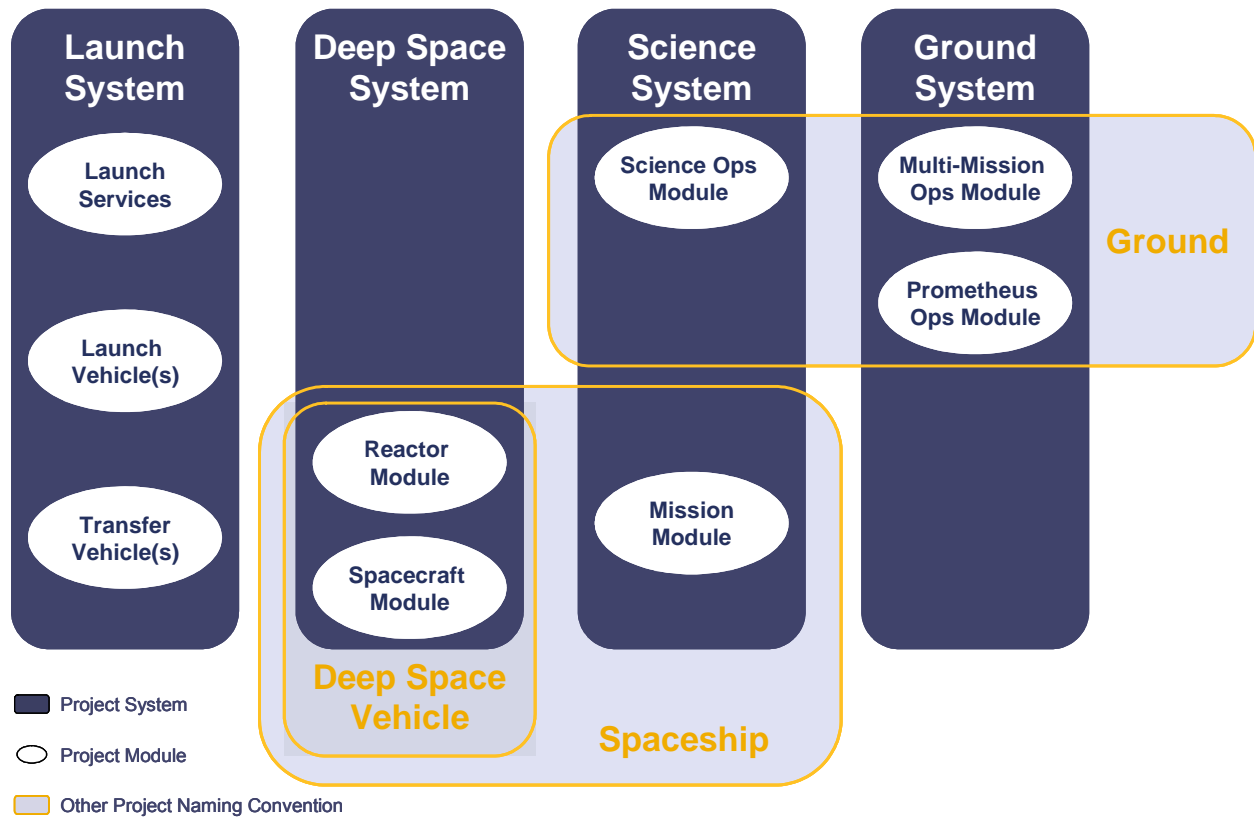 Launch
System
Deep Space
System
Science
System
Ground
System
Launch
Services
Launch
Vehicle(s)
Transfer
Vehicle(s)
Reactor
Module
Spacecraft
Module
Deep Space
Vehicle
Science Ops
Module
Mission
Module
Spaceship
Multi-Mission
Ops Module
Prometheus
Ops Module
Ground
Project System
Project Module
Other Project Naming Convention